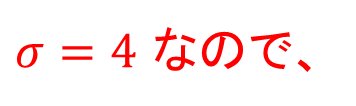 σ = 4 なので、